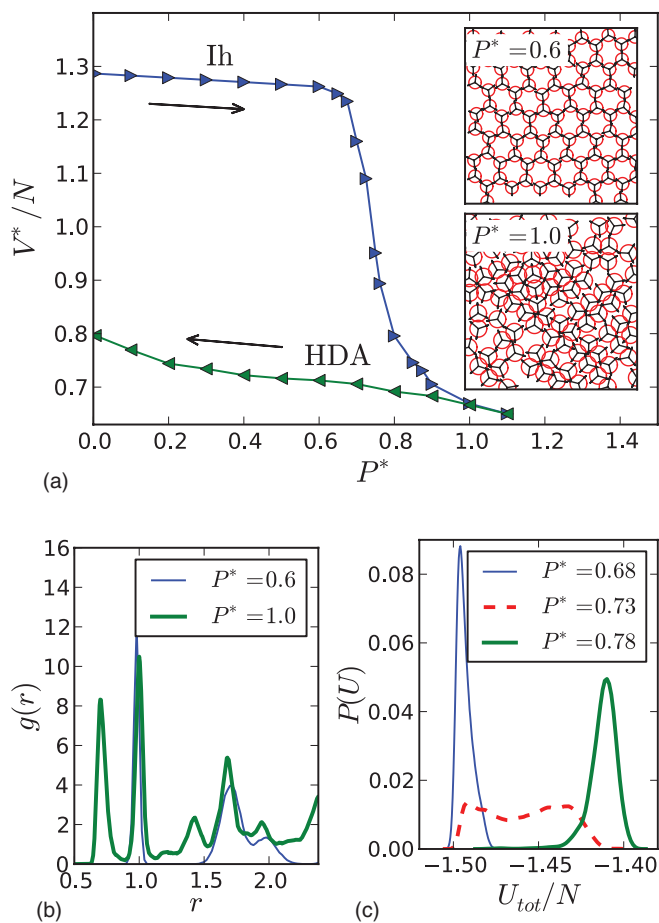 1.3
1.2
1.1
1.0
0.9
0.8
0.7
V*/N
Ih
HDA
P* = 0.6
P* = 1.0
0.0 0.2 0.4 0.6 0.8 1.0 1.2 1.4
P*
(a)
16
14
12
10
8
6
4
2
0
g(r)
P* = 0.6
P* = 1.0
0.5 1.0 1.5 2.0
r
(b)
0.08
0.06
0.04
0.02
0.00
P(U)
P* = 0.68
P* = 0.73
P* = 0.78
−1.50 −1.45 −1.40
U_tot/N
(c)